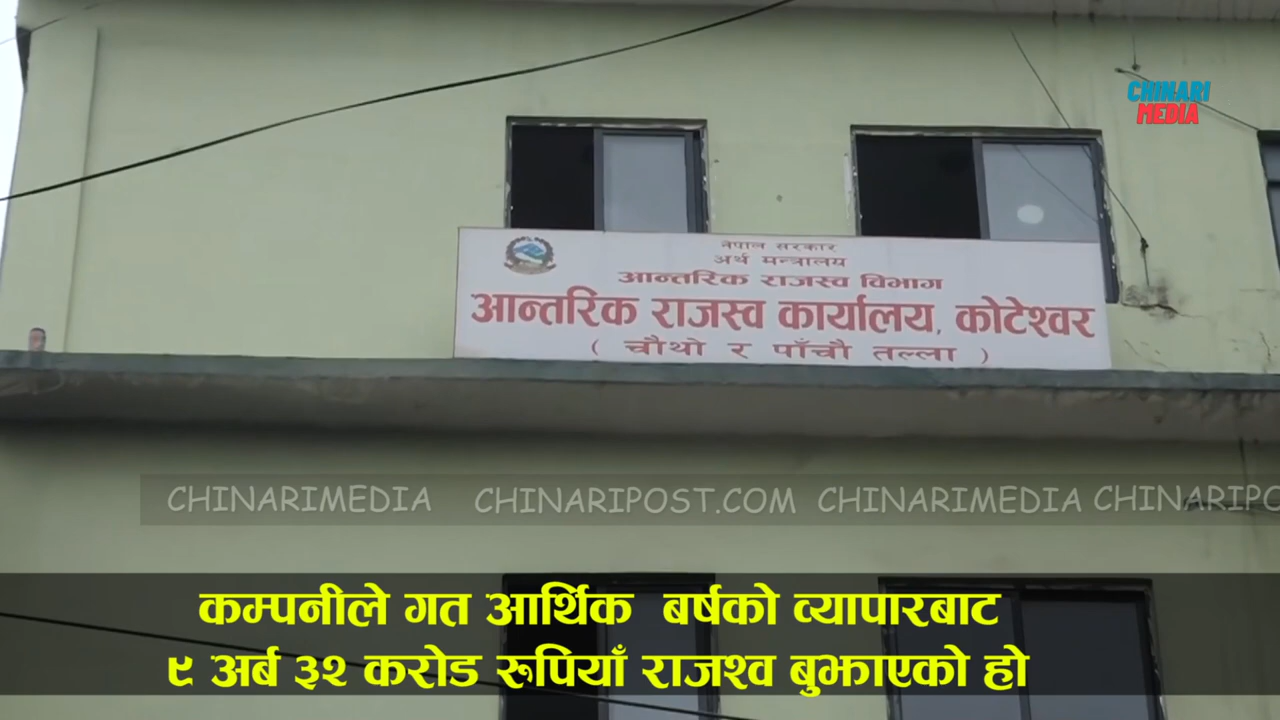 CHINARI
MEDIA
नेपाल सरकार
अर्थ मन्त्रालय
आन्तरिक राजस्व विभाग
आन्तरिक राजस्व कार्यालय, कोटेश्वर
( चौथो र पाँचौ तल्ला )
CHINARIMEDIA CHINARIPOST.COM CHINARIMEDIA CHINARIPO
कम्पनीले गत आर्थिक बर्षको व्यापारबाट
९ अर्ब ३२ करोड रुपियाँ राजश्व बुझाएको हो